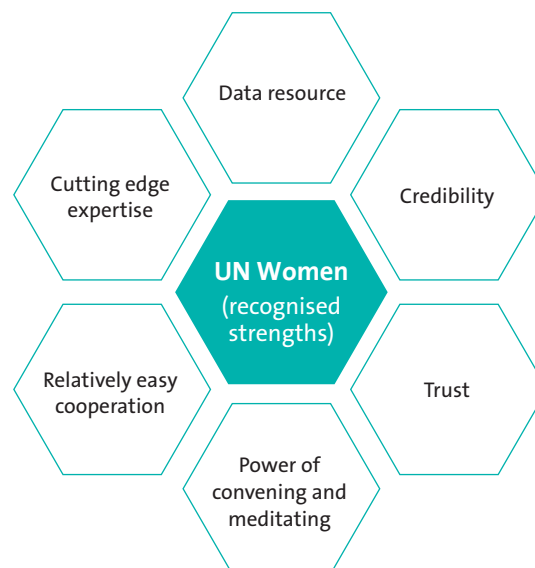 Data resource
Cutting edge
expertise
Credibility
UN Women
(recognised
strengths)
Relatively easy
cooperation
Trust
Power of
convening and
meditating